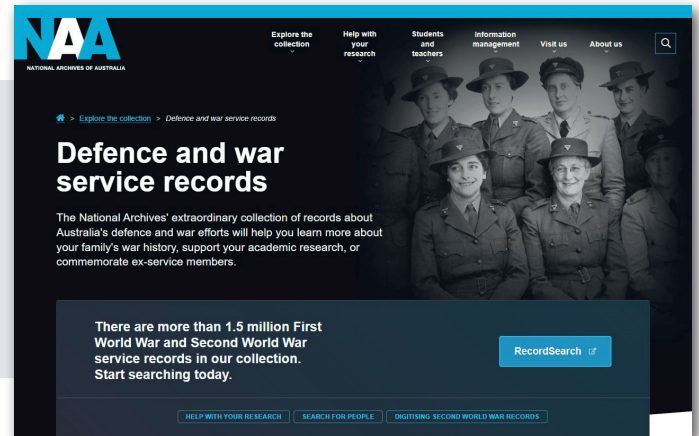 NAA
NATIONAL ARCHIVES OF AUSTRALIA
Explore the
collection
Help with
your
research
Students
and
teachers
Information
management
Visit us
About us
> Explore the collection > Defence and war service records
Defence and war
service records
The National Archives' extraordinary collection of records about
Australia's defence and war efforts will help you learn more about
your family's war history, support your academic research, or
commemorate ex-service members.
There are more than 1.5 million First
World War and Second World War
service records in our collection.
Start searching today.
RecordSearch
HELP WITH YOUR RESEARCH
SEARCH FOR PEOPLE
DIGITISING SECOND WORLD WAR RECORDS